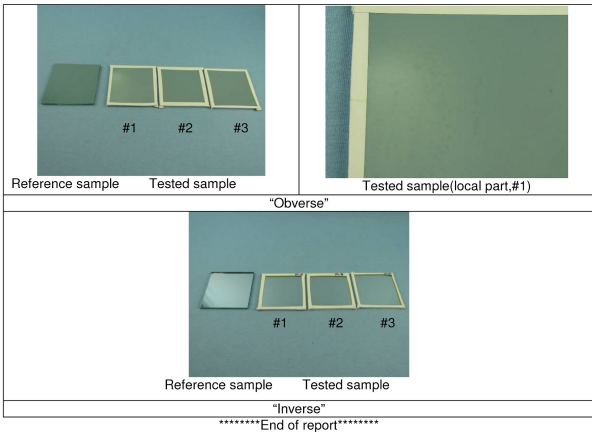 #1 #2 #3
Reference sample Tested sample
Tested sample(local part,#1)
“Obverse”
#1 #2 #3
Reference sample Tested sample
“Inverse”
********End of report********